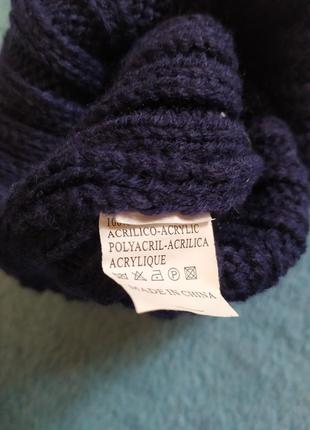 100%
ACRILICO-ACRYLIC
POLYACRIL-ACRILICA
ACRYLIQUE
MADE IN CHINA